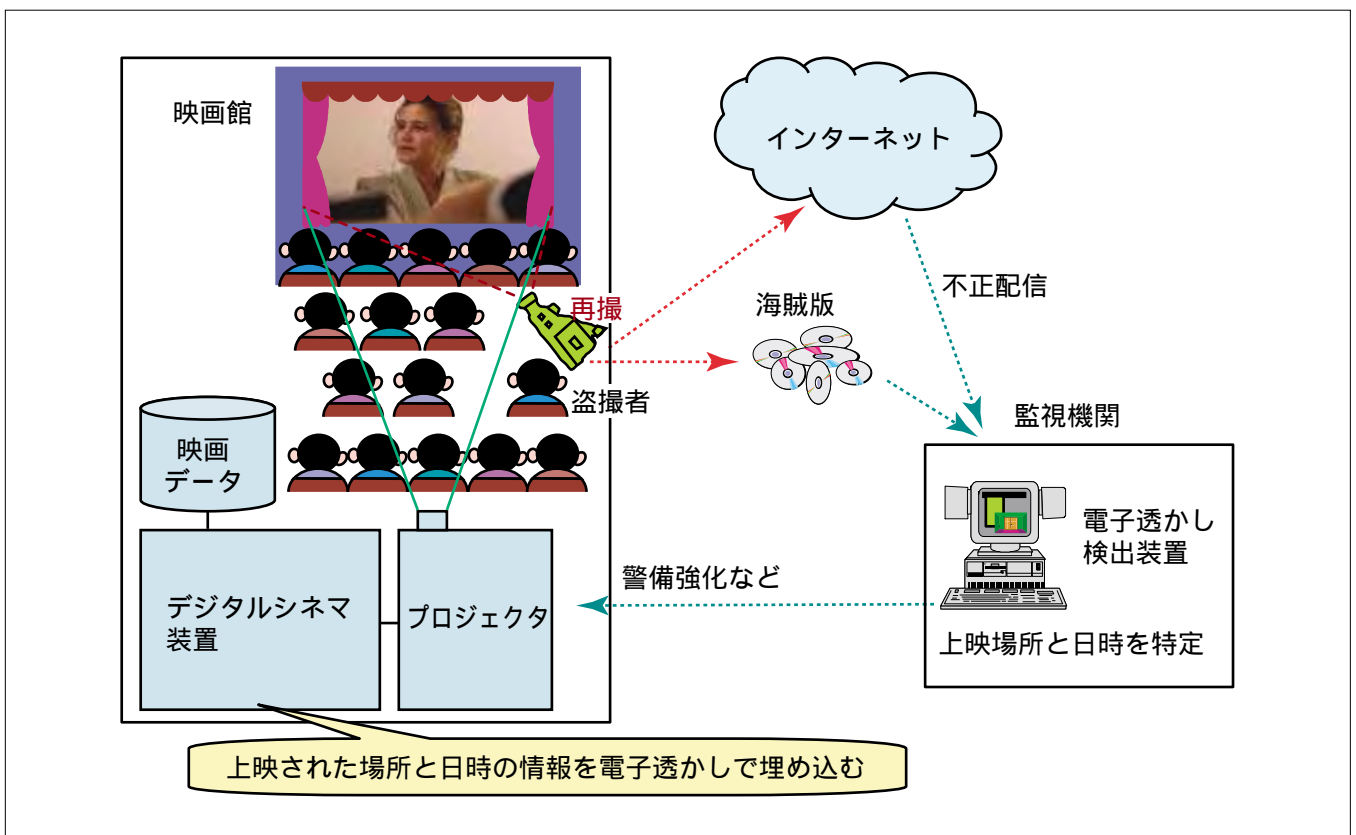 映画館
インターネット
再撮
不正配信
海賊版
盗撮者
監視機関
映画
データ
電子透かし
検出装置
警備強化など
デジタルシネマ
装置
プロジェクタ
上映場所と日時を特定
上映された場所と日時の情報を電子透かしで埋め込む